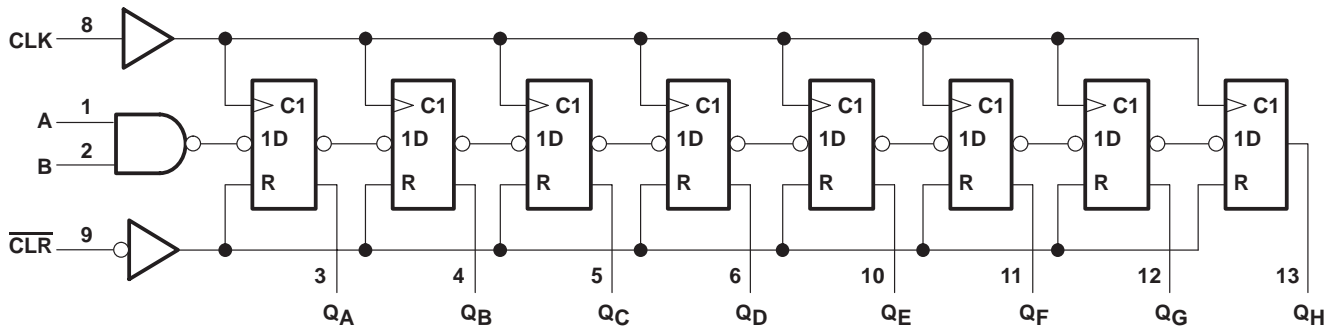 CLK 8
C1 C1 C1 C1 C1 C1 C1 C1
A 1
1D 1D 1D 1D 1D 1D 1D 1D
B 2
R R R R R R R R
CLR 9
3 4 5 6 10 11 12 13
QA QB QC QD QE QF QG QH